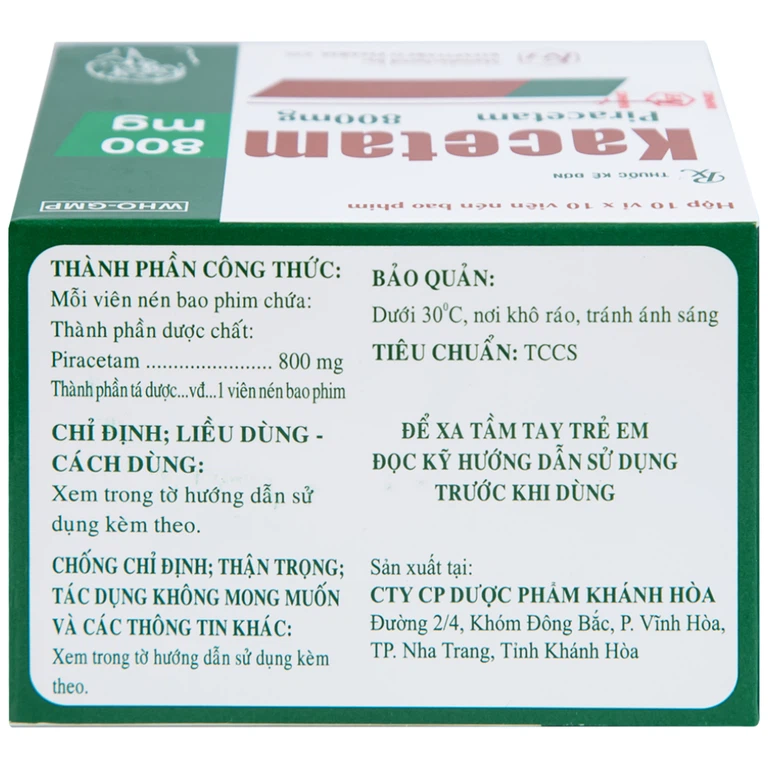 Hộp 10 vỉ x 10 viên nén bao phim
Rx THUỐC KÊ ĐƠN
Kacetam
Piracetam
800mg
800
mg
WHO-GMP
THÀNH PHẦN CÔNG THỨC:
Mỗi viên nén bao phim chứa:
Thành phần dược chất:
Piracetam ....................... 800 mg
Thành phần tá dược...vđ...1 viên nén bao phim
CHỈ ĐỊNH; LIỀU DÙNG -
CÁCH DÙNG:
Xem trong tờ hướng dẫn sử
dụng kèm theo.
CHỐNG CHỈ ĐỊNH; THẬN TRỌNG;
TÁC DỤNG KHÔNG MONG MUỐN
VÀ CÁC THÔNG TIN KHÁC:
Xem trong tờ hướng dẫn sử dụng kèm
theo.
BẢO QUẢN:
Dưới 30⁰C, nơi khô ráo, tránh ánh sáng
TIÊU CHUẨN: TCCS
ĐỂ XA TẦM TAY TRẺ EM
ĐỌC KỸ HƯỚNG DẪN SỬ DỤNG
TRƯỚC KHI DÙNG
Sản xuất tại:
CTY CP DƯỢC PHẨM KHÁNH HÒA
Đường 2/4, Khóm Đông Bắc, P. Vĩnh Hòa,
TP. Nha Trang, Tỉnh Khánh Hòa